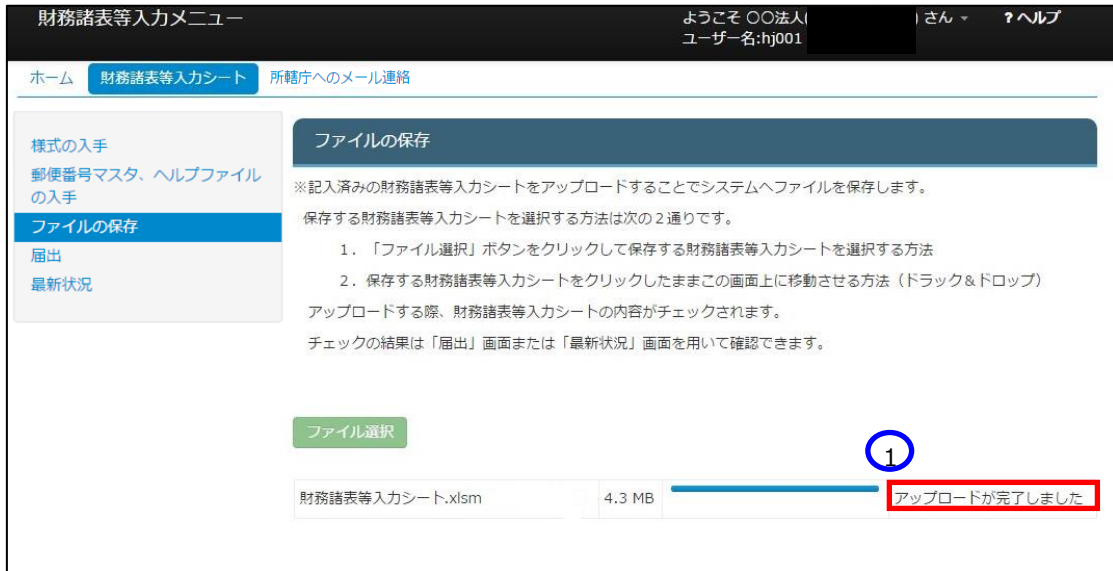 財務諸表等入力メニュー
ようこそ 〇〇法人( ) さん ?ヘルプ
ユーザー名:hj001
ホーム 財務諸表等入力シート 所轄庁へのメール連絡
様式の入手
郵便番号マスタ、ヘルプファイル
の入手
ファイルの保存
届出
最新状況
ファイルの保存
※記入済みの財務諸表等入力シートをアップロードすることでシステムへファイルを保存します。
保存する財務諸表等入力シートを選択する方法は次の2通りです。
1.「ファイル選択」ボタンをクリックして保存する財務諸表等入力シートを選択する方法
2.保存する財務諸表等入力シートをクリックしたままこの画面上に移動させる方法（ドラック&ドロップ）
アップロードする際、財務諸表等入力シートの内容がチェックされます。
チェックの結果は「届出」画面または「最新状況」画面を用いて確認できます。
ファイル選択
1
財務諸表等入力シート.xlsm 4.3 MB アップロードが完了しました